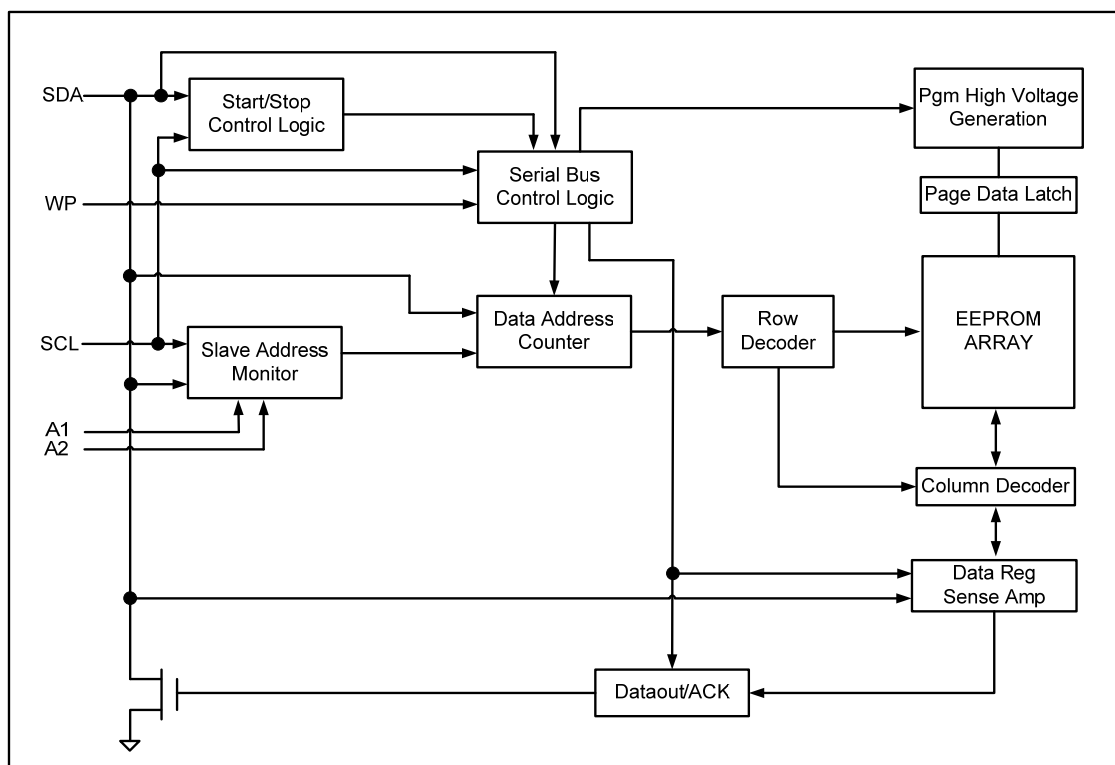 SDA
Start/Stop
Control Logic
Pgm High Voltage
Generation
Serial Bus
Control Logic
WP
Page Data Latch
Data Address
Counter
Row
Decoder
EEPROM
ARRAY
SCL
Slave Address
Monitor
A1
A2
Column Decoder
Data Reg
Sense Amp
Dataout/ACK